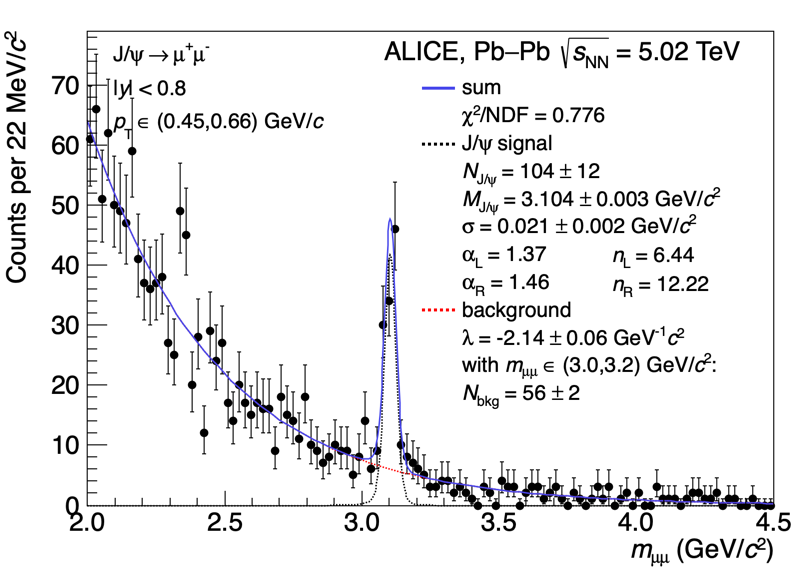 Counts per 22 MeV/c²
70
60
50
40
30
20
10
0
J/ψ → μ⁺μ⁻
|y| < 0.8
p_T ∈ (0.45,0.66) GeV/c
ALICE, Pb–Pb √s_NN = 5.02 TeV
sum
χ²/NDF = 0.776
J/ψ signal
N_J/ψ = 104 ± 12
M_J/ψ = 3.104 ± 0.003 GeV/c²
σ = 0.021 ± 0.002 GeV/c²
α_L = 1.37 n_L = 6.44
α_R = 1.46 n_R = 12.22
background
λ = -2.14 ± 0.06 GeV⁻¹c²
with m_μμ ∈ (3.0,3.2) GeV/c²:
N_bkg = 56 ± 2
2.0 2.5 3.0 3.5 4.0 4.5
m_μμ (GeV/c²)